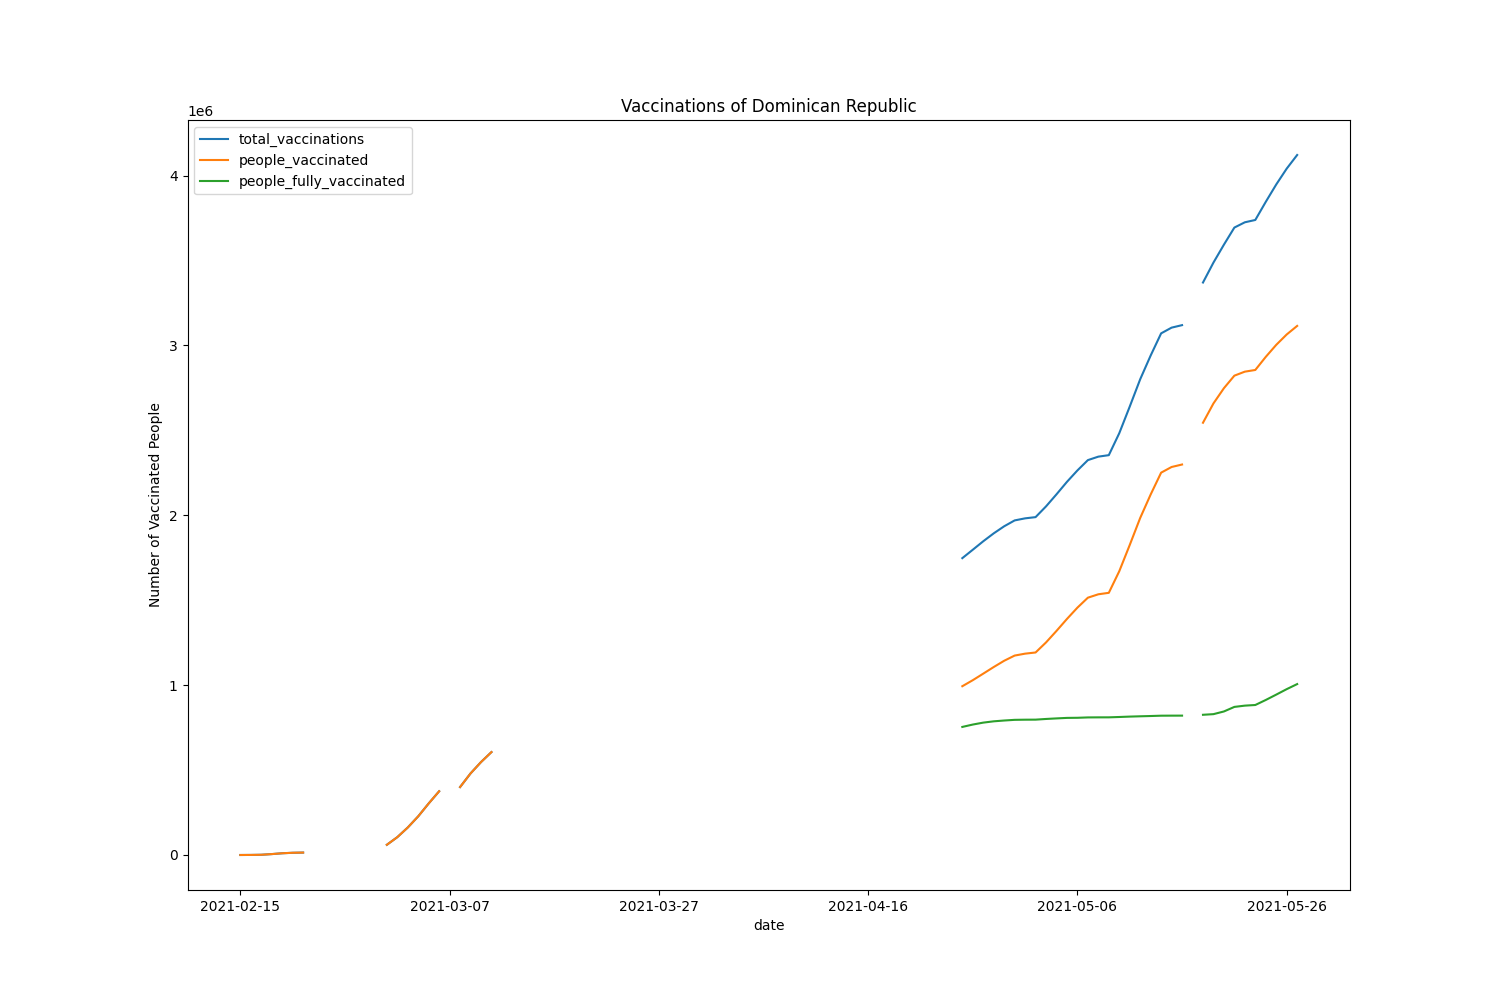 Vaccinations of Dominican Republic
1e6
total_vaccinations
people_vaccinated
people_fully_vaccinated
4
3
2
1
0
Number of Vaccinated People
2021-02-15
2021-03-07
2021-03-27
2021-04-16
2021-05-06
2021-05-26
date